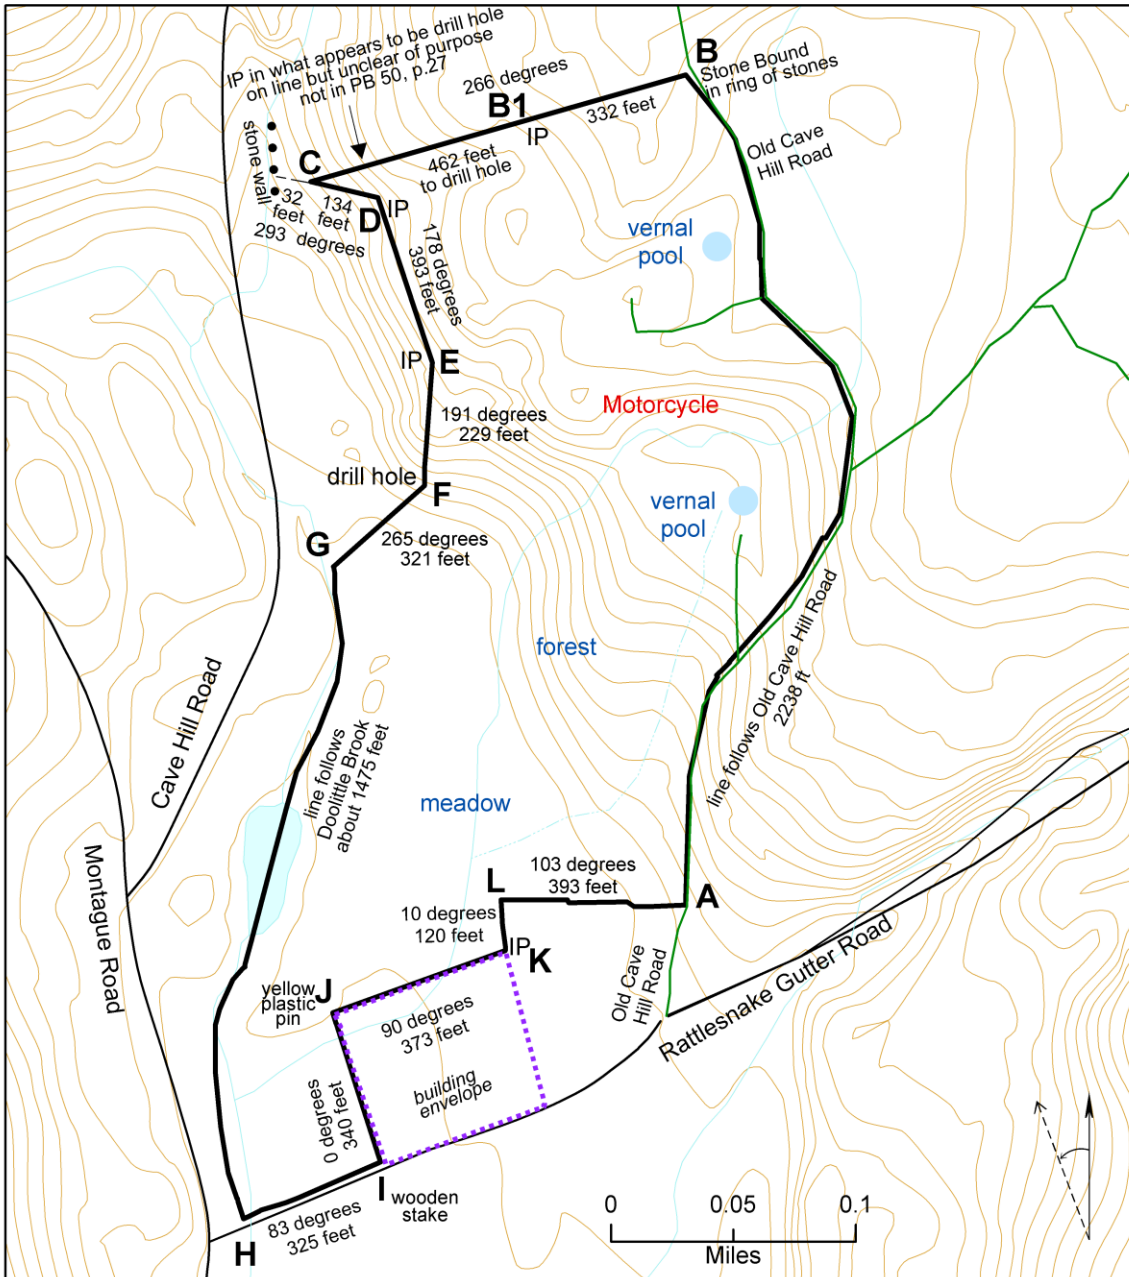 IP in what appears to be drill hole
on line but unclear of purpose
not in PB 50, p.27
266 degrees
B
Stone Bound
in ring of stones
B1
332 feet
IP
462 feet
to drill hole
Old Cave
Hill Road
stone wall
C
32
feet
134
feet
293 degrees
D
IP
178 degrees
393 feet
vernal
pool
IP
E
191 degrees
229 feet
Motorcycle
drill hole
F
vernal
pool
G
265 degrees
321 feet
forest
line follows Old Cave Hill Road
2238 ft
Cave Hill Road
line follows
Doolittle Brook
about 1475 feet
meadow
Montague Road
L
103 degrees
393 feet
A
10 degrees
120 feet
IP
K
yellow
plastic
pin
J
90 degrees
373 feet
Old Cave
Hill Road
Rattlesnake Gutter Road
building
envelope
0 degrees
340 feet
I
wooden
stake
83 degrees
325 feet
H
0
0.05
0.1
Miles